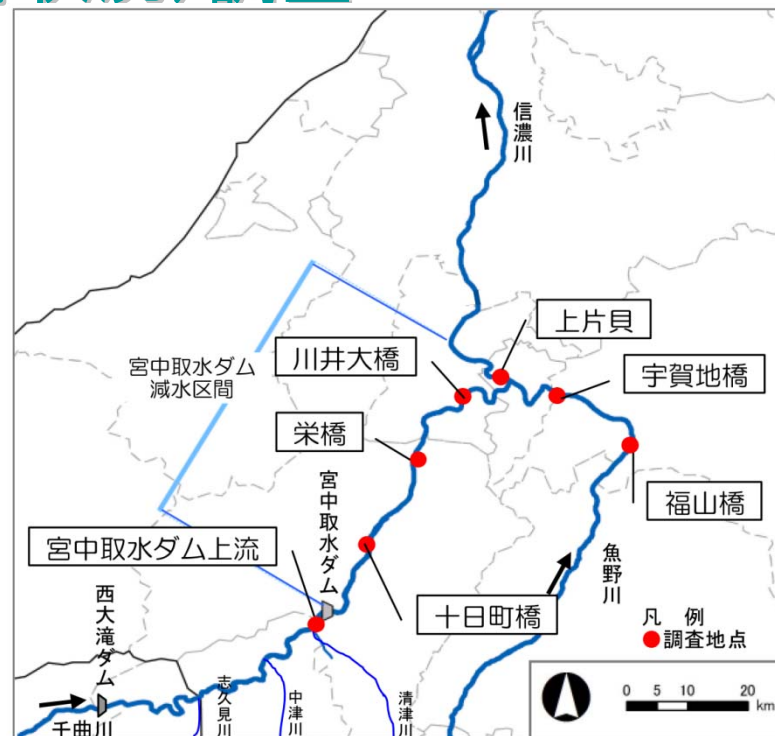 信濃川
上片貝
川井大橋
宇賀地橋
宮中取水ダム
減水区間
栄橋
福山橋
宮中取水ダム
宮中取水ダム上流
魚野川
十日町橋
西大滝ダム
凡 例
調査地点
志久見川
中津川
清津川
千曲川
0 5 10 20
km